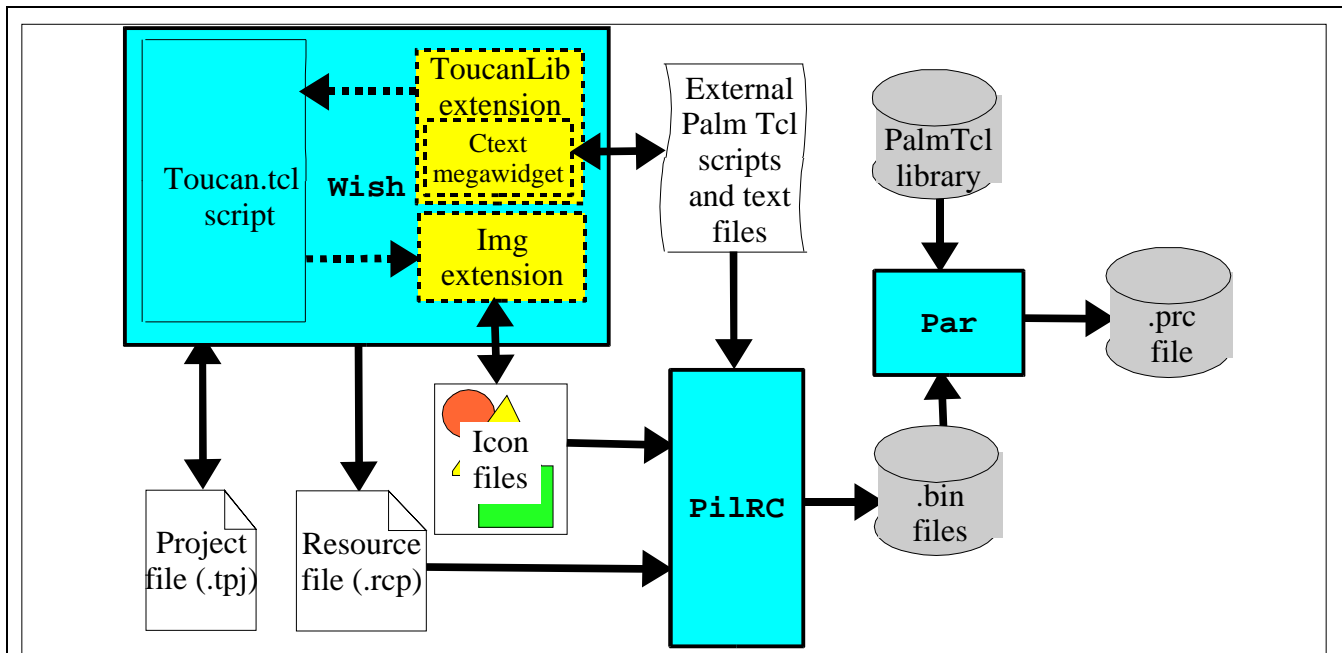 Toucan.tcl
script
Wish
ToucanLib
extension
Ctext
megawidget
Img
extension
External
Palm Tcl
scripts
and text
files
PalmTcl
library
Par
.prc
file
Icon
files
Project
file (.tpj)
Resource
file (.rcp)
PilRC
.bin
files